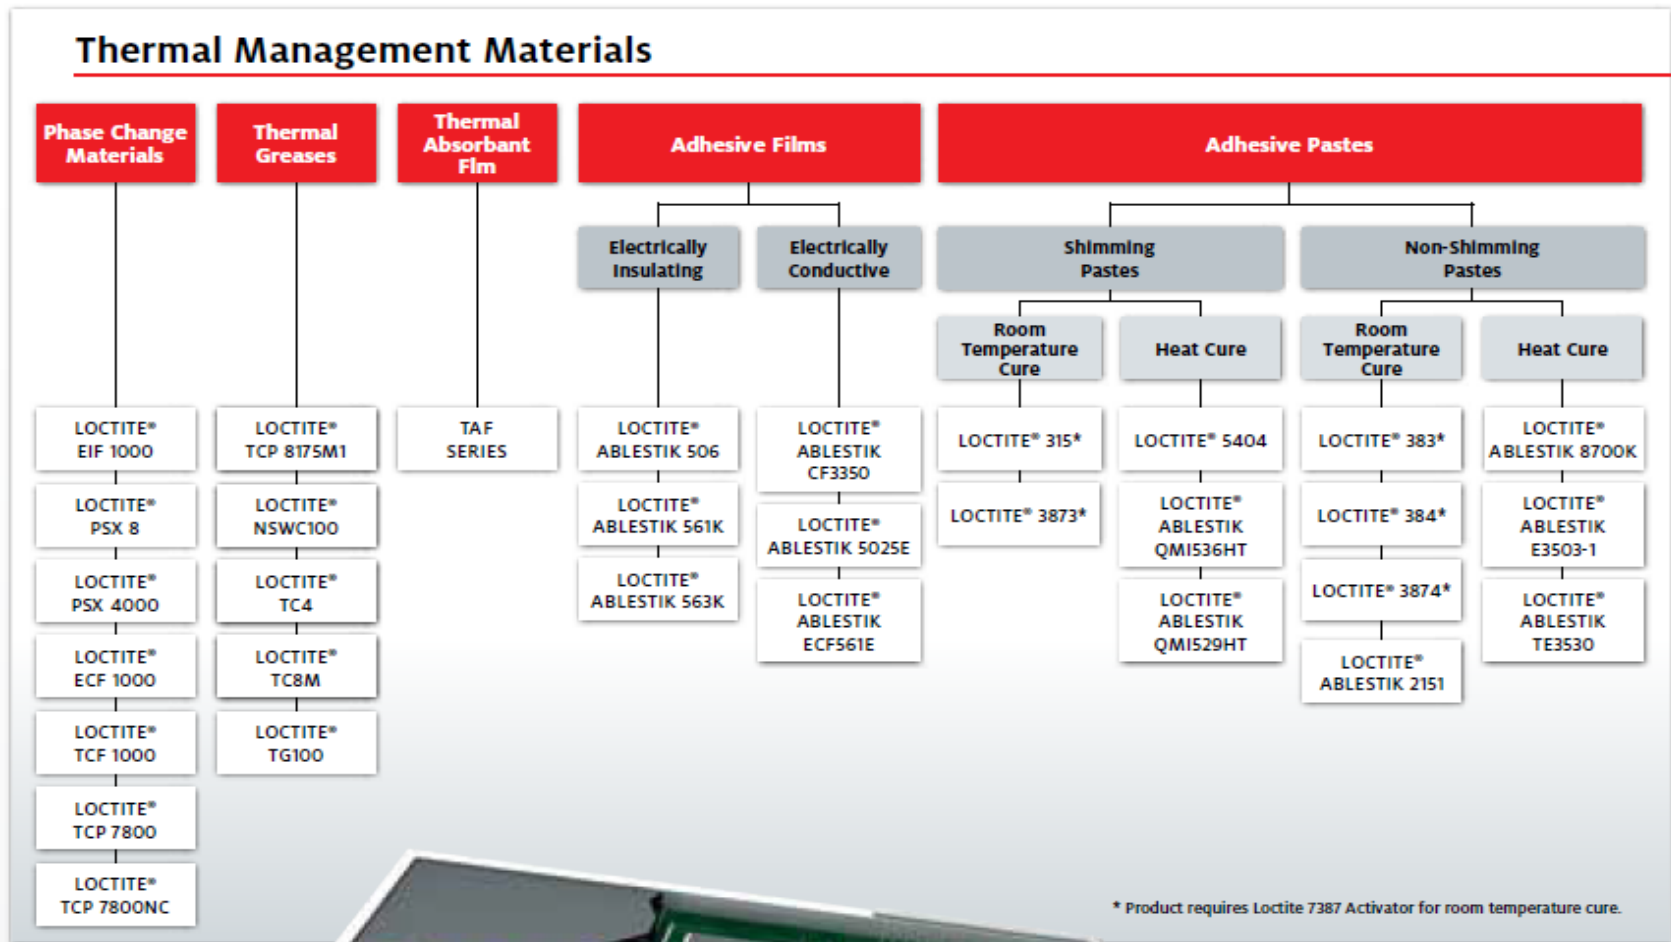 Thermal Management Materials
Phase Change
Materials
Thermal
Greases
Thermal
Absorbant
Flm
Adhesive Films
Adhesive Pastes
Electrically
Insulating
Electrically
Conductive
Shimming
Pastes
Non-Shimming
Pastes
Room
Temperature
Cure
Heat Cure
Room
Temperature
Cure
Heat Cure
LOCTITE®
EIF 1000
LOCTITE®
PSX 8
LOCTITE®
PSX 4000
LOCTITE®
ECF 1000
LOCTITE®
TCF 1000
LOCTITE®
TCP 7800
LOCTITE®
TCP 7800NC
LOCTITE®
TCP 8175M1
LOCTITE®
NSWC100
LOCTITE®
TC4
LOCTITE®
TC8M
LOCTITE®
TG100
TAF
SERIES
LOCTITE®
ABLESTIK 506
LOCTITE®
ABLESTIK 561K
LOCTITE®
ABLESTIK 563K
LOCTITE®
ABLESTIK
CF3350
LOCTITE®
ABLESTIK 5025E
LOCTITE®
ABLESTIK
ECF561E
LOCTITE® 315*
LOCTITE® 3873*
LOCTITE® 5404
LOCTITE®
ABLESTIK
QMI536HT
LOCTITE®
ABLESTIK
QMI529HT
LOCTITE® 383*
LOCTITE® 384*
LOCTITE® 3874*
LOCTITE®
ABLESTIK 2151
LOCTITE®
ABLESTIK 8700K
LOCTITE®
ABLESTIK
E3503-1
LOCTITE®
ABLESTIK
TE3530
* Product requires Loctite 7387 Activator for room temperature cure.